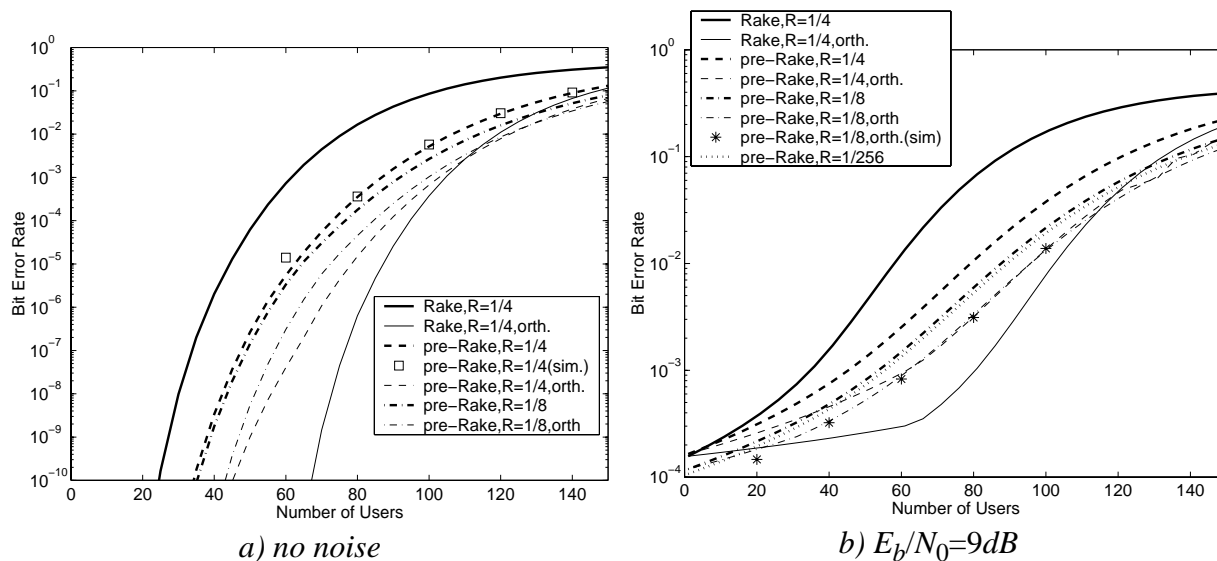 10^0
10^-1
10^-2
10^-3
10^-4
10^-5
10^-6
10^-7
10^-8
10^-9
10^-10
Bit Error Rate
0 20 40 60 80 100 120 140
Number of Users
Rake,R=1/4
Rake,R=1/4,orth.
pre-Rake,R=1/4
pre-Rake,R=1/4(sim.)
pre-Rake,R=1/4,orth.
pre-Rake,R=1/8
pre-Rake,R=1/8,orth
a) no noise
Rake,R=1/4
Rake,R=1/4,orth.
pre-Rake,R=1/4
pre-Rake,R=1/4,orth.
pre-Rake,R=1/8
pre-Rake,R=1/8,orth
pre-Rake,R=1/8,orth.(sim)
pre-Rake,R=1/256
10^0
10^-1
10^-2
10^-3
10^-4
Bit Error Rate
20 40 60 80 100 120 140
Number of Users
b) E_b/N_0=9dB